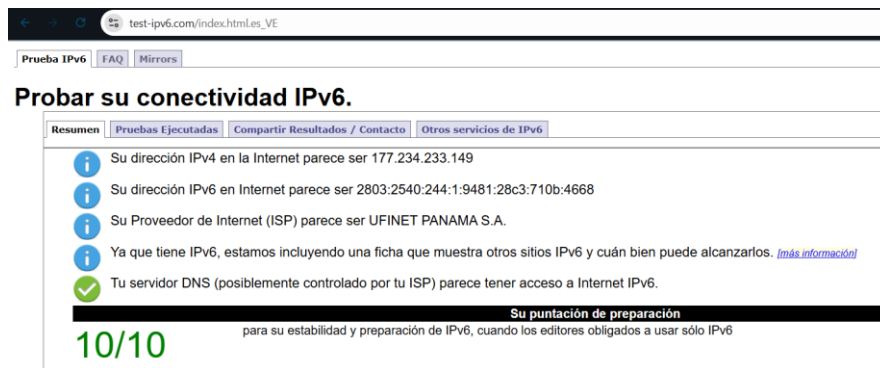 test-ipv6.com/index.html.es_VE
Prueba IPv6 FAQ Mirrors
Probar su conectividad IPv6.
Resumen Pruebas Ejecutadas Compartir Resultados / Contacto Otros servicios de IPv6
Su dirección IPv4 en la Internet parece ser 177.234.233.149
Su dirección IPv6 en Internet parece ser 2803:2540:244:1:9481:28c3:710b:4668
Su Proveedor de Internet (ISP) parece ser UFINET PANAMA S.A.
Ya que tiene IPv6, estamos incluyendo una ficha que muestra otros sitios IPv6 y cuán bien puede alcanzarlos. [más información]
Tu servidor DNS (posiblemente controlado por tu ISP) parece tener acceso a Internet IPv6.
Su puntación de preparación
10/10 para su estabilidad y preparación de IPv6, cuando los editores obligados a usar sólo IPv6